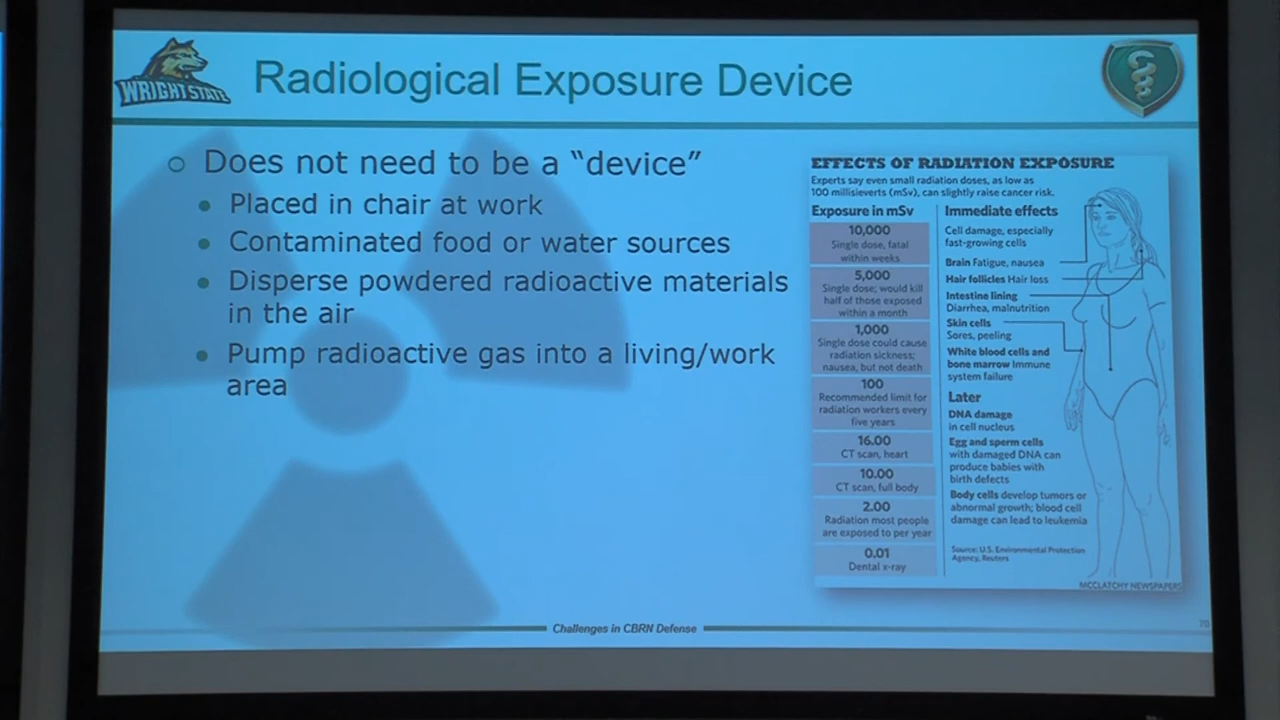 WRIGHT STATE
Radiological Exposure Device
Does not need to be a “device”
Placed in chair at work
Contaminated food or water sources
Disperse powdered radioactive materials
in the air
Pump radioactive gas into a living/work
area
EFFECTS OF RADIATION EXPOSURE
Experts say even small radiation doses, as low as
100 millisieverts (mSv), can slightly raise cancer risk.
Exposure in mSv
10,000
Single dose, fatal
within weeks
5,000
Single dose; would kill
half of those exposed
within a month
1,000
Single dose could cause
radiation sickness;
nausea, but not death
100
Recommended limit for
radiation workers every
five years
16.00
CT scan, heart
10.00
CT scan, full body
2.00
Radiation most people
are exposed to per year
0.01
Dental x-ray
Immediate effects
Cell damage, especially
fast-growing cells
Brain Fatigue, nausea
Hair follicles Hair loss
Intestine lining
Diarrhea, malnutrition
Skin cells
Sores, peeling
White blood cells and
bone marrow Immune
system failure
Later
DNA damage
in cell nucleus
Egg and sperm cells
with damaged DNA can
produce babies with
birth defects
Body cells develop tumors or
abnormal growth; blood cell
damage can lead to leukemia
Source: U.S. Environmental Protection
Agency, Reuters
MCCLATCHY NEWSPAPERS
Challenges in CBRN Defense
70